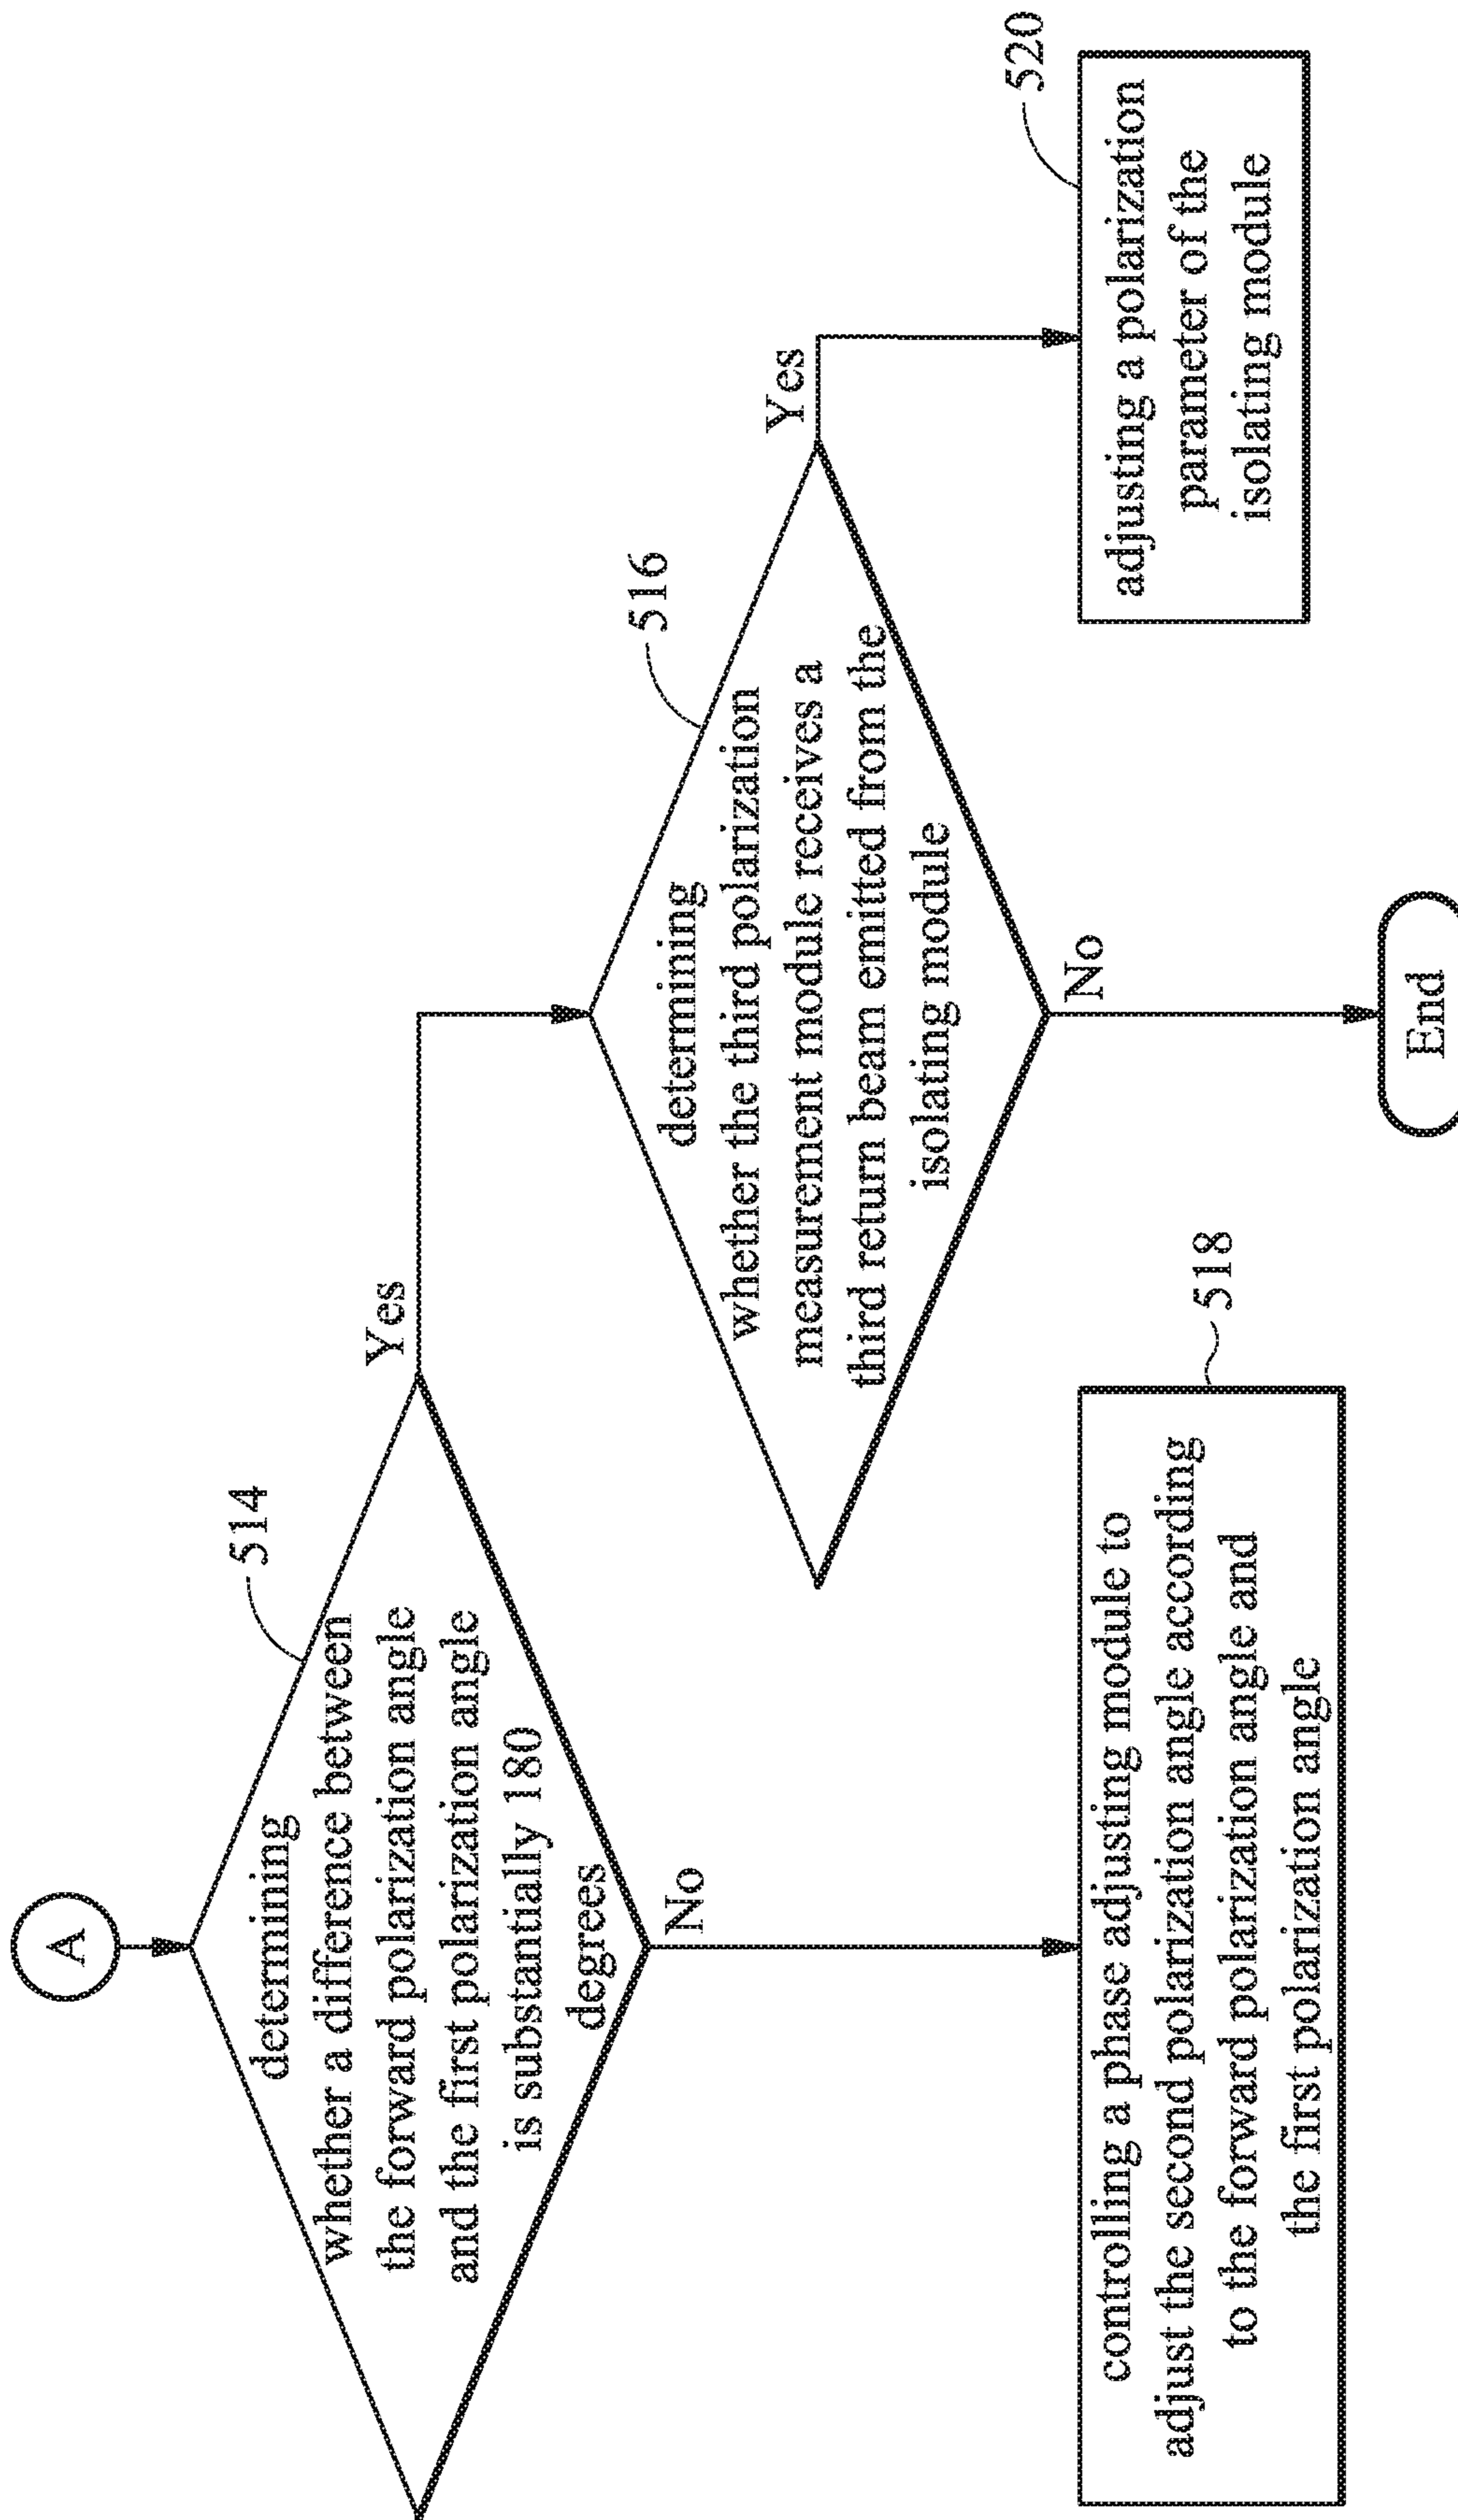 A
514
determining
whether a difference between
the forward polarization angle
and the first polarization angle
is substantially 180
degrees
Yes
No
516
determining
whether the third polarization
measurement module receives a
third return beam emitted from the
isolating module
Yes
No
518
controlling a phase adjusting module to
adjust the second polarization angle according
to the forward polarization angle and
the first polarization angle
520
adjusting a polarization
parameter of the
isolating module
End